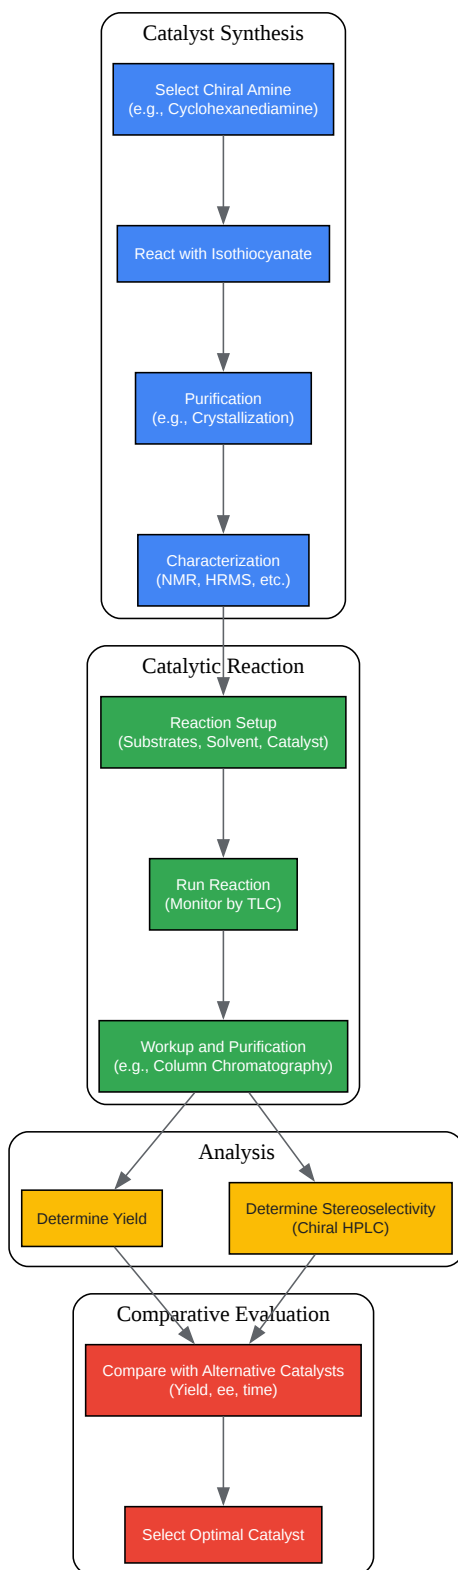 Catalyst Synthesis
Select Chiral Amine
(e.g., Cyclohexanediamine)
React with Isothiocyanate
Purification
(e.g., Crystallization)
Characterization
(NMR, HRMS, etc.)
Catalytic Reaction
Reaction Setup
(Substrates, Solvent, Catalyst)
Run Reaction
(Monitor by TLC)
Workup and Purification
(e.g., Column Chromatography)
Analysis
Determine Yield
Determine Stereoselectivity
(Chiral HPLC)
Comparative Evaluation
Compare with Alternative Catalysts
(Yield, ee, time)
Select Optimal Catalyst